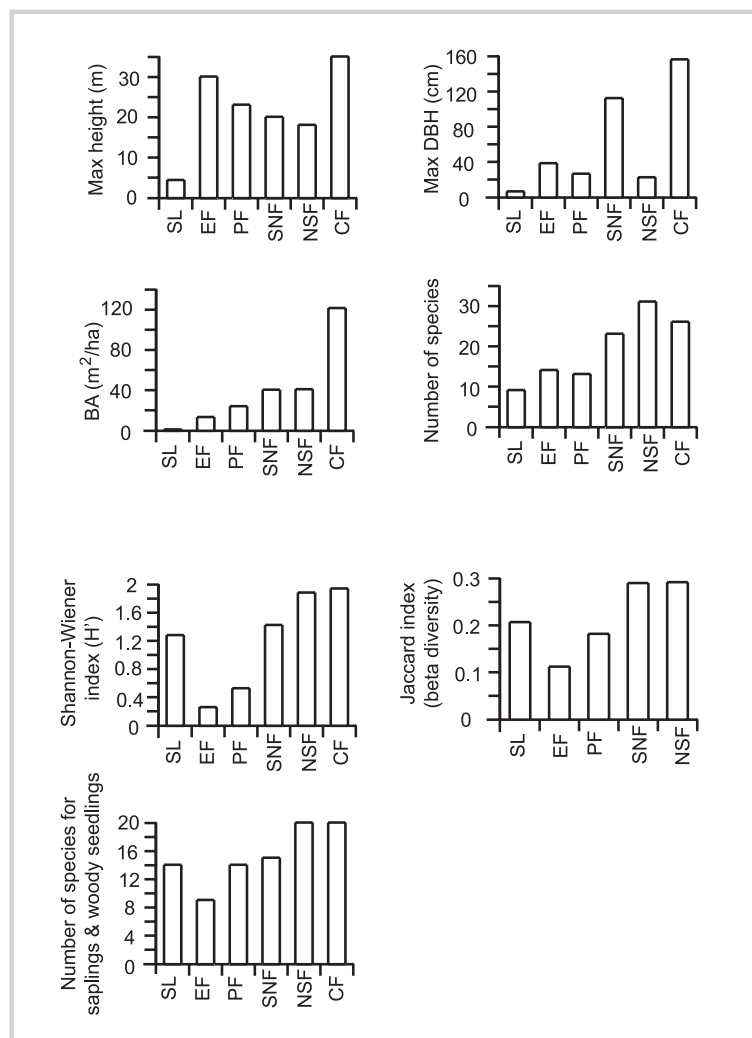 Max height (m)
30
20
10
0
SL EF PF SNF NSF CF
Max DBH (cm)
160
120
80
40
0
SL EF PF SNF NSF CF
BA (m²/ha)
120
80
40
0
SL EF PF SNF NSF CF
Number of species
30
20
10
0
SL EF PF SNF NSF CF
Shannon-Wiener
index (H')
2
1.6
1.2
0.8
0.4
0
SL EF PF SNF NSF CF
Jaccard index
(beta diversity)
0.3
0.2
0.1
0
SL EF PF SNF NSF
Number of species for
saplings & woody seedlings
20
16
12
8
4
0
SL EF PF SNF NSF CF